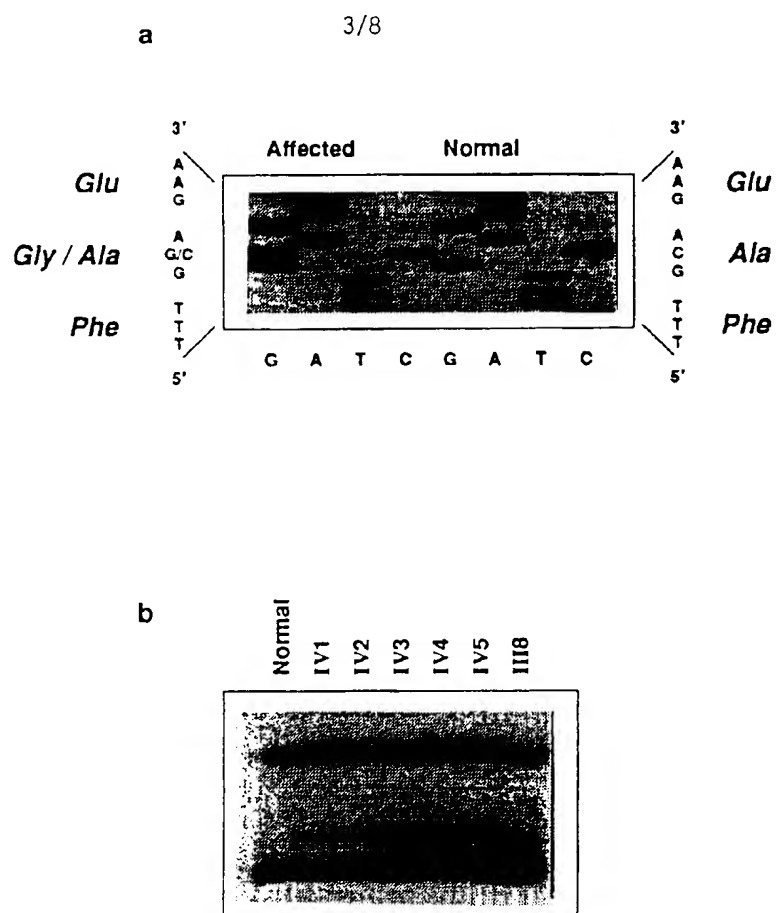 3/8
a
3' Affected Normal 3'
A A
Glu A A Glu
G G
A A
Gly / Ala G/C C Ala
G G
T T
Phe T T Phe
T T
5' G A T C G A T C 5'
b
Normal IV1 IV2 IV3 IV4 IV5 III8